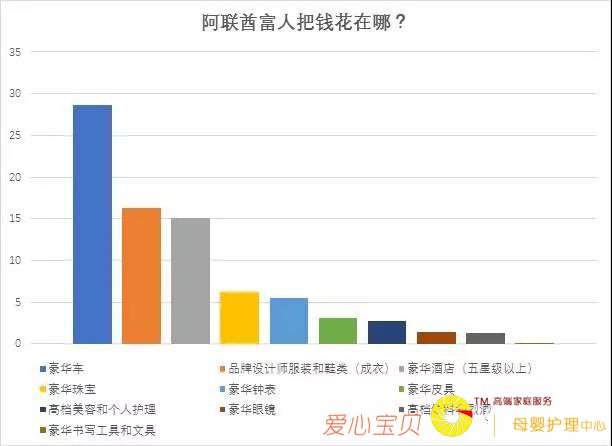 阿联酋富人把钱花在哪？
35
30
25
20
15
10
5
0
豪华车
品牌设计师服装和鞋类（成衣）
豪华酒店（五星级以上）
豪华珠宝
豪华钟表
豪华皮具
高档美容和个人护理
豪华眼镜
高档
豪华书写工具和文具
TM 高端家庭服务
爱心宝贝
母婴护理中心